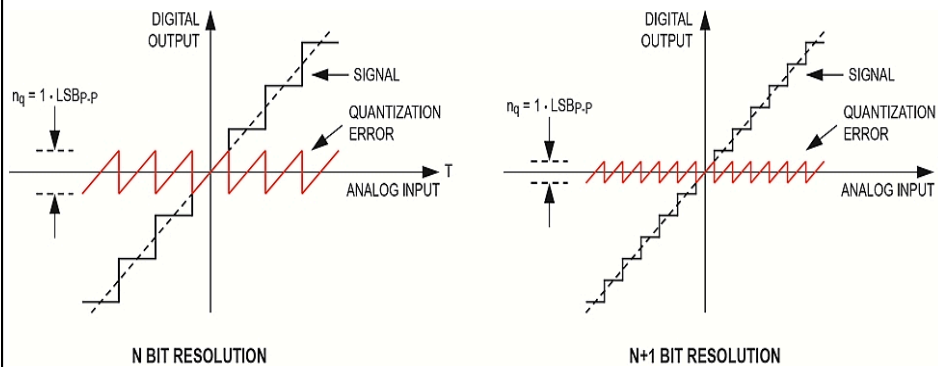 DIGITAL
OUTPUT
SIGNAL
nq = 1 · LSBP-P
QUANTIZATION
ERROR
T
ANALOG INPUT
N BIT RESOLUTION
DIGITAL
OUTPUT
SIGNAL
nq = 1 · LSBP-P
QUANTIZATION
ERROR
ANALOG INPUT
N+1 BIT RESOLUTION